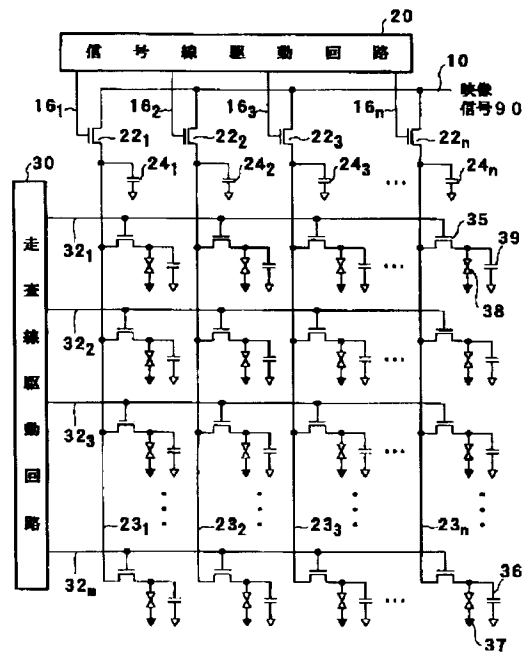 20
信号線駆動回路
10
16₁ 16₂ 16₃ 16ₙ 映像
信号90
22₁ 22₂ 22₃ 22ₙ
30
24₁ 24₂ 24₃ … 24ₙ
35
39
32₁ …
38
走査線駆動回路
32₂
…
32₃
…
23₁ 23₂ 23₃ 23ₙ
36
32ₘ …
37